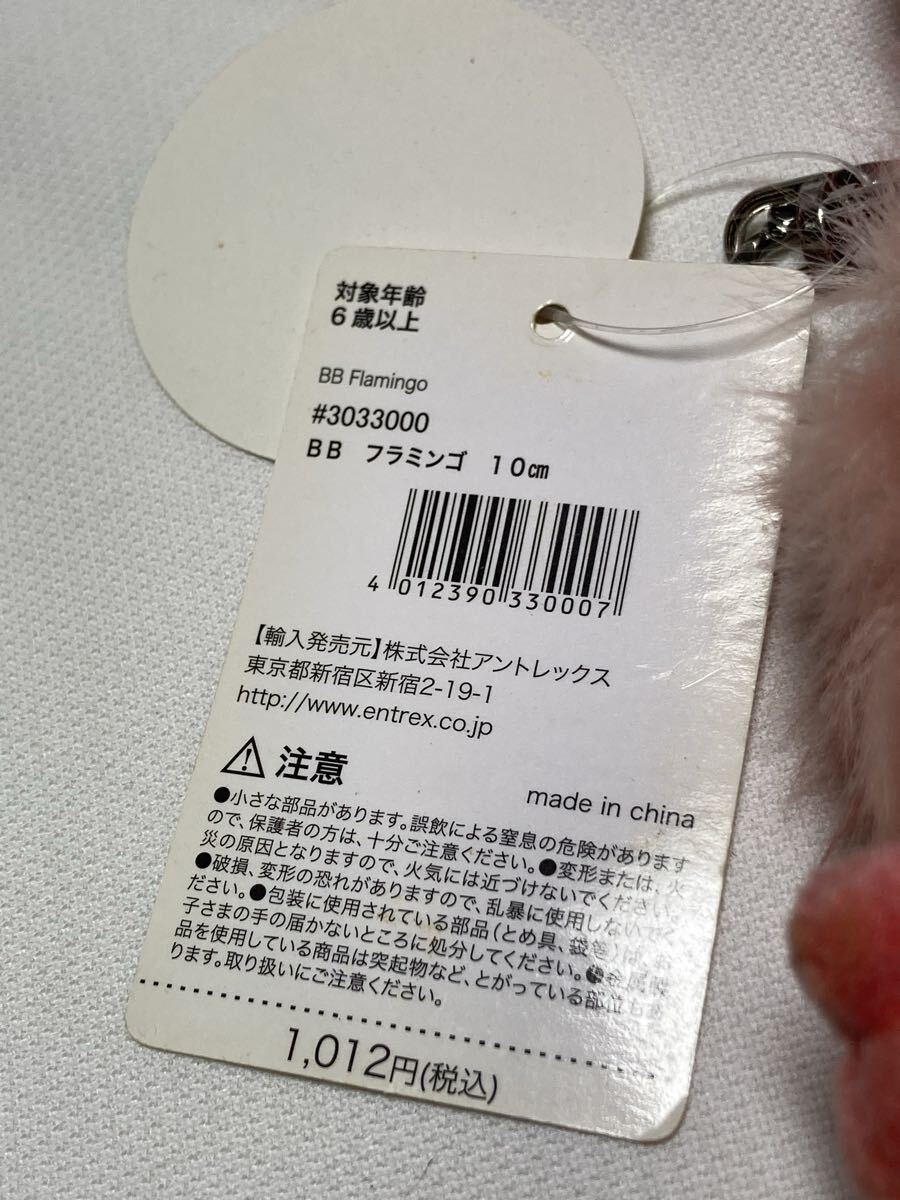 対象年齢
6歳以上
BB Flamingo
#3033000
BB フラミンゴ 10㎝
4 012390 330007
【輸入発売元】株式会社アントレックス
東京都新宿区新宿2-19-1
http://www.entrex.co.jp
注意
made in china
●小さな部品があります。誤飲による窒息の危険があります
ので、保護者の方は、十分ご注意ください。●変形または、火
災の原因となりますので、火気には近づけないでください。
●破損、変形の恐れがありますので、乱暴に使用しないでく
ださい。●包装に使用されている部品(とめ具、袋等)は、
子さまの手の届かないところに処分してください。●金属
品を使用している商品は突起物など、とがっている部位もあ
ります。取り扱いにご注意ください。
1,012円(税込)